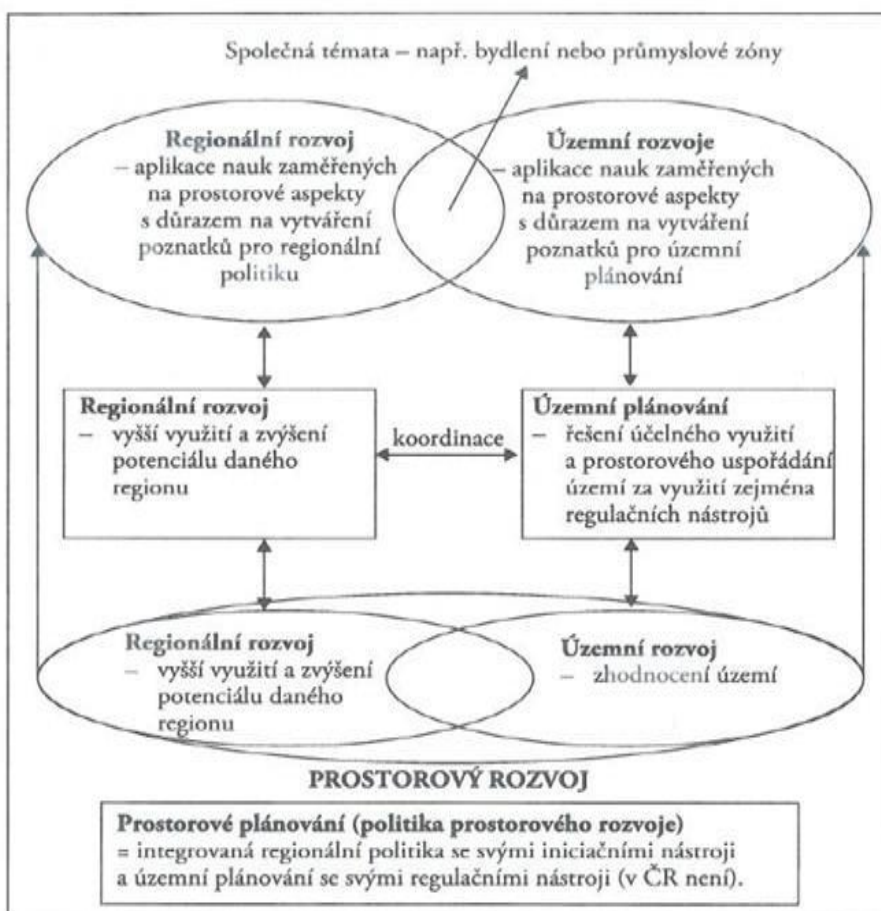 Společná témata – např. bydlení nebo průmyslové zóny
Regionální rozvoj
– aplikace nauk zaměřených
na prostorové aspekty
s důrazem na vytváření
poznatků pro regionální
politiku
Územní rozvoje
– aplikace nauk zaměřených
na prostorové aspekty
s důrazem na vytváření
poznatků pro územní
plánování
Regionální rozvoj
– vyšší využití a zvýšení
potenciálu daného
regionu
koordinace
Územní plánování
– řešení účelného využití
a prostorového uspořádání
území za využití zejména
regulačních nástrojů
Regionální rozvoj
– vyšší využití a zvýšení
potenciálu daného
regionu
Územní rozvoj
– zhodnocení území
PROSTOROVÝ ROZVOJ
Prostorové plánování (politika prostorového rozvoje)
= integrovaná regionální politika se svými iniciačními nástroji
a územní plánování se svými regulačními nástroji (v ČR není).